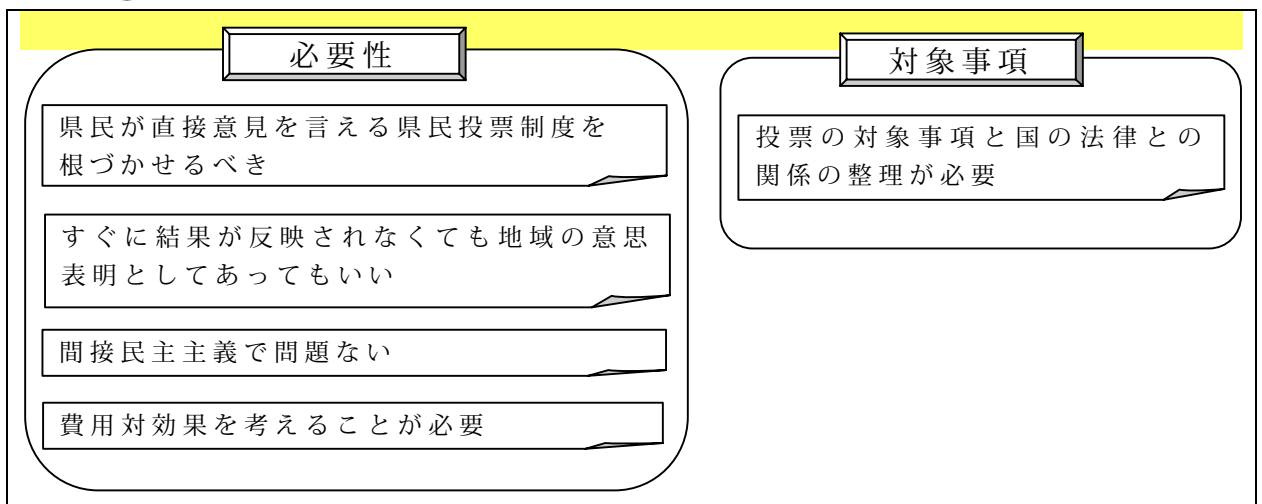 必要性
県民が直接意見を言える県民投票制度を
根づかせるべき
すぐに結果が反映されなくても地域の意思
表明としてあってもいい
間接民主主義で問題ない
費用対効果を考えることが必要
対象事項
投票の対象事項と国の法律との
関係の整理が必要